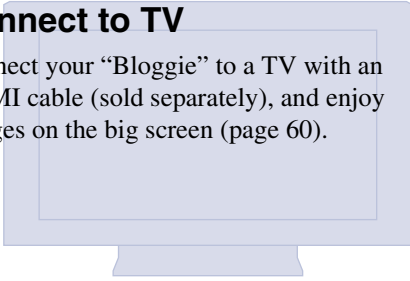 nnect to TV
nect your “Bloggie” to a TV with an
MI cable (sold separately), and enjoy
ges on the big screen (page 60).